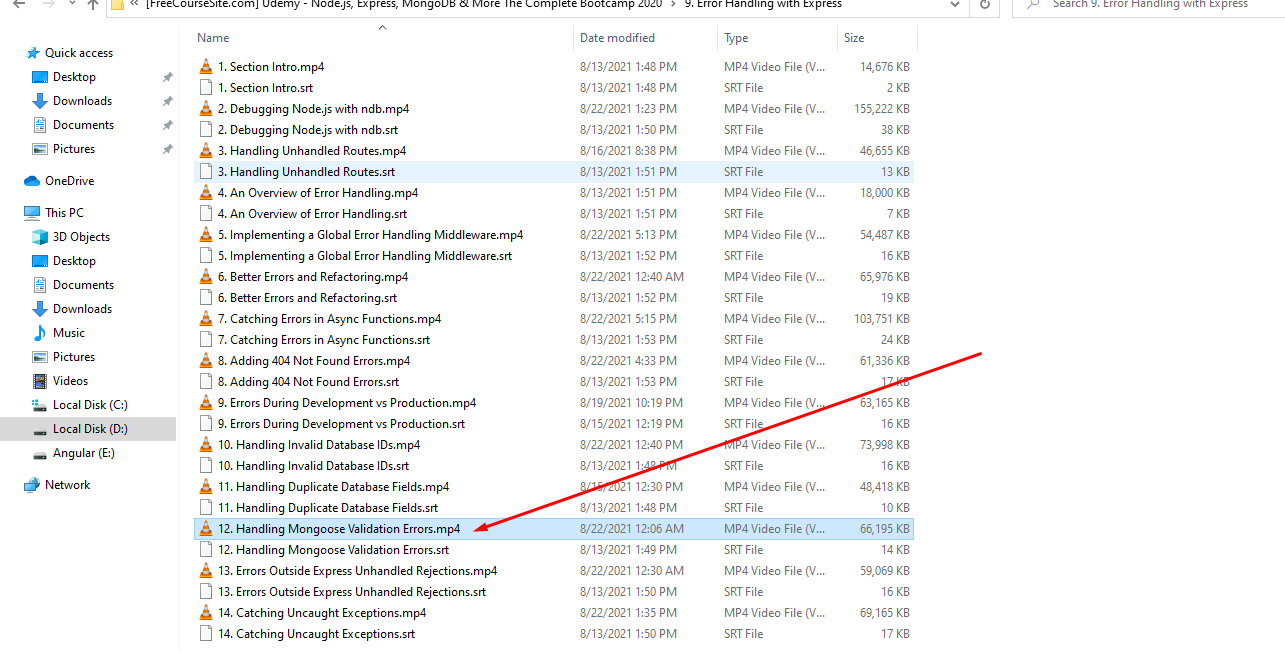 « [FreeCourseSite.com] Udemy - Node.js, Express, MongoDB & More The Complete Bootcamp 2020 › 9. Error Handling with Express
Search 9. Error Handling with Express
Quick access
Desktop
Downloads
Documents
Pictures
OneDrive
This PC
3D Objects
Desktop
Documents
Downloads
Music
Pictures
Videos
Local Disk (C:)
Local Disk (D:)
Angular (E:)
Network
Name Date modified Type Size
1. Section Intro.mp4 8/13/2021 1:48 PM MP4 Video File (V... 14,676 KB
1. Section Intro.srt 8/13/2021 1:48 PM SRT File 2 KB
2. Debugging Node.js with ndb.mp4 8/22/2021 1:23 PM MP4 Video File (V... 155,222 KB
2. Debugging Node.js with ndb.srt 8/13/2021 1:50 PM SRT File 38 KB
3. Handling Unhandled Routes.mp4 8/16/2021 8:38 PM MP4 Video File (V... 46,655 KB
3. Handling Unhandled Routes.srt 8/13/2021 1:51 PM SRT File 13 KB
4. An Overview of Error Handling.mp4 8/13/2021 1:51 PM MP4 Video File (V... 18,000 KB
4. An Overview of Error Handling.srt 8/13/2021 1:51 PM SRT File 7 KB
5. Implementing a Global Error Handling Middleware.mp4 8/22/2021 5:13 PM MP4 Video File (V... 54,487 KB
5. Implementing a Global Error Handling Middleware.srt 8/13/2021 1:52 PM SRT File 16 KB
6. Better Errors and Refactoring.mp4 8/22/2021 12:40 AM MP4 Video File (V... 65,976 KB
6. Better Errors and Refactoring.srt 8/13/2021 1:52 PM SRT File 19 KB
7. Catching Errors in Async Functions.mp4 8/22/2021 5:15 PM MP4 Video File (V... 103,751 KB
7. Catching Errors in Async Functions.srt 8/13/2021 1:53 PM SRT File 24 KB
8. Adding 404 Not Found Errors.mp4 8/22/2021 4:33 PM MP4 Video File (V... 61,336 KB
8. Adding 404 Not Found Errors.srt 8/13/2021 1:53 PM SRT File 17 KB
9. Errors During Development vs Production.mp4 8/19/2021 10:19 PM MP4 Video File (V... 63,165 KB
9. Errors During Development vs Production.srt 8/15/2021 12:19 PM SRT File 16 KB
10. Handling Invalid Database IDs.mp4 8/22/2021 12:40 PM MP4 Video File (V... 73,998 KB
10. Handling Invalid Database IDs.srt 8/13/2021 1:48 PM SRT File 16 KB
11. Handling Duplicate Database Fields.mp4 8/15/2021 12:30 PM MP4 Video File (V... 48,418 KB
11. Handling Duplicate Database Fields.srt 8/13/2021 1:48 PM SRT File 10 KB
12. Handling Mongoose Validation Errors.mp4 8/22/2021 12:06 AM MP4 Video File (V... 66,195 KB
12. Handling Mongoose Validation Errors.srt 8/13/2021 1:49 PM SRT File 14 KB
13. Errors Outside Express Unhandled Rejections.mp4 8/22/2021 12:30 AM MP4 Video File (V... 59,069 KB
13. Errors Outside Express Unhandled Rejections.srt 8/13/2021 1:50 PM SRT File 16 KB
14. Catching Uncaught Exceptions.mp4 8/22/2021 1:35 PM MP4 Video File (V... 69,165 KB
14. Catching Uncaught Exceptions.srt 8/13/2021 1:50 PM SRT File 17 KB